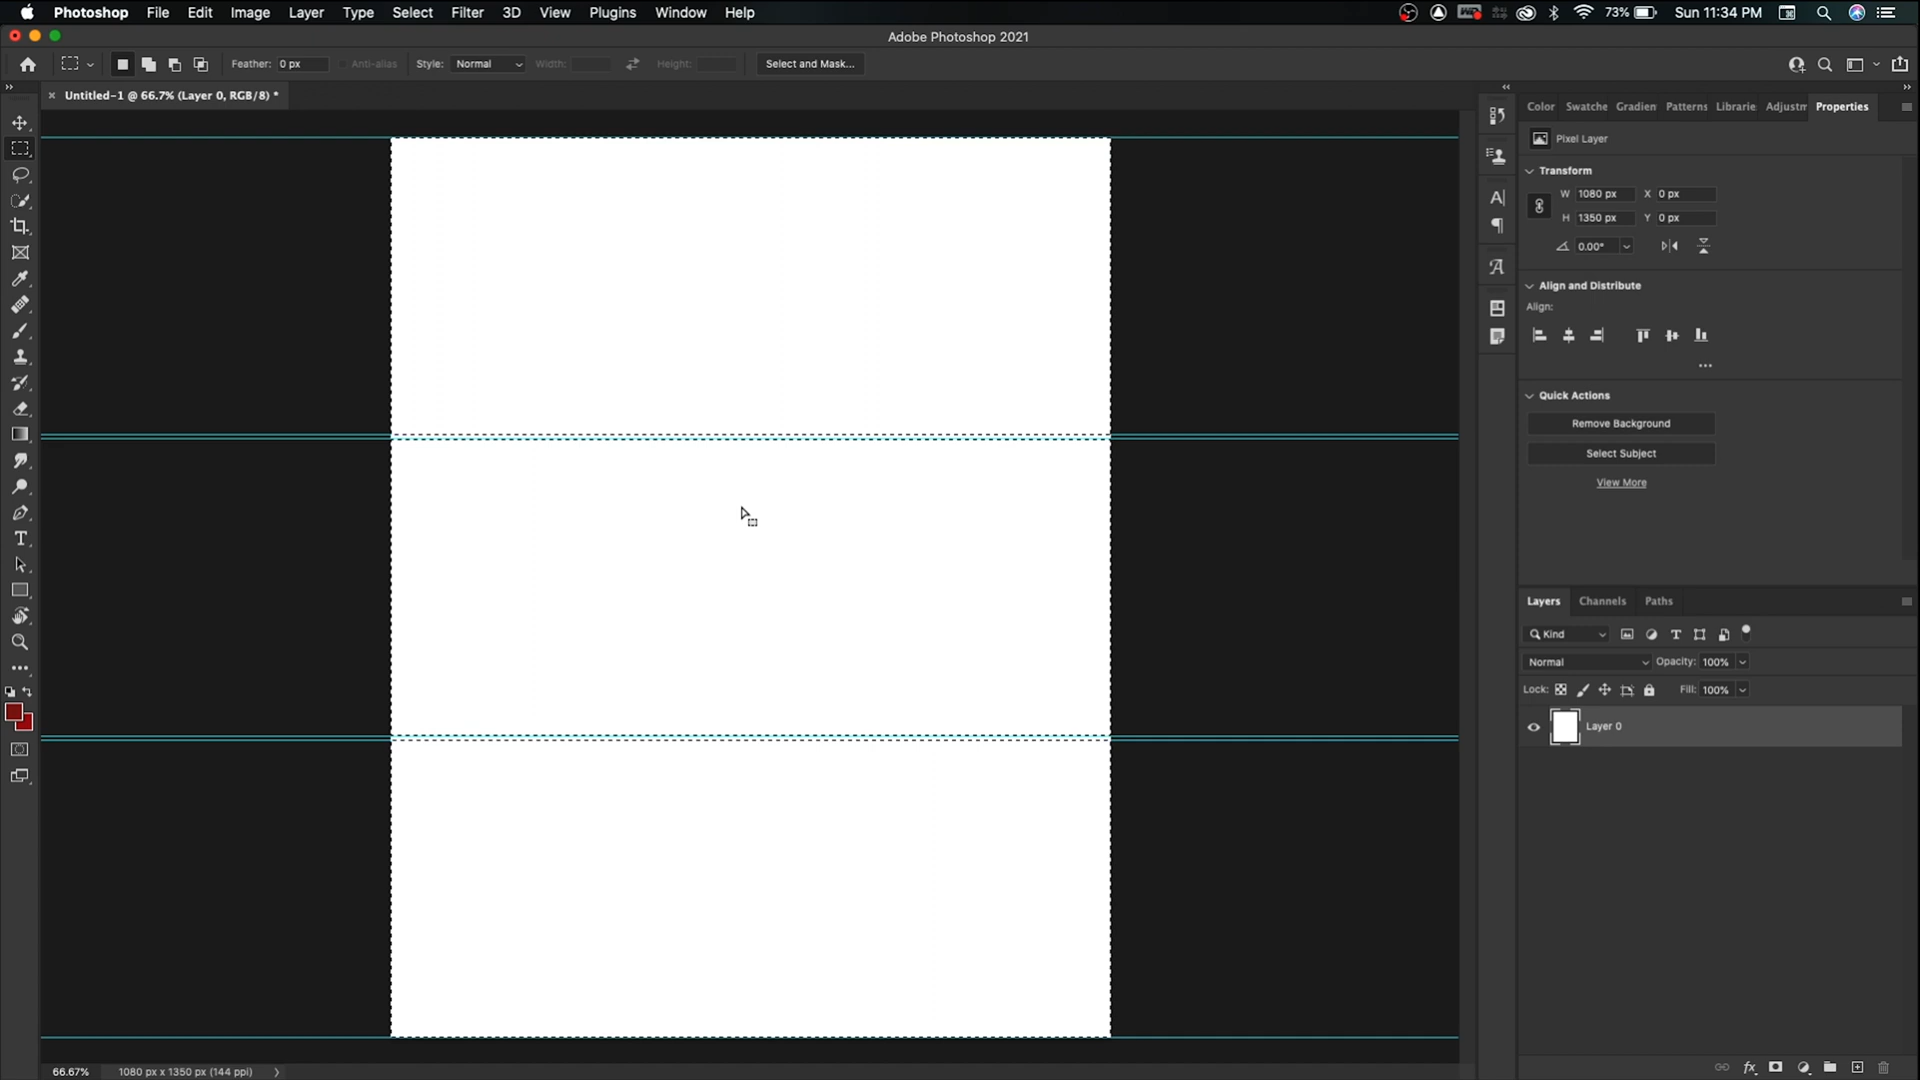 Photoshop File Edit Image Layer Type Select Filter 3D View Plugins Window Help 73% Sun 11:34 PM
Adobe Photoshop 2021
Feather: 0 px Anti-alias Style: Normal Width: Height: Select and Mask...
Untitled-1 @ 66.7% (Layer 0, RGB/8) *
Color Swatche Gradien Patterns Librarie Adjustm Properties
Pixel Layer
Transform
W 1080 px X 0 px
H 1350 px Y 0 px
0.00°
Align and Distribute
Align:
Quick Actions
Remove Background
Select Subject
View More
Layers Channels Paths
Kind
Normal Opacity: 100%
Lock: Fill: 100%
Layer 0
66.67% 1080 px x 1350 px (144 ppi)